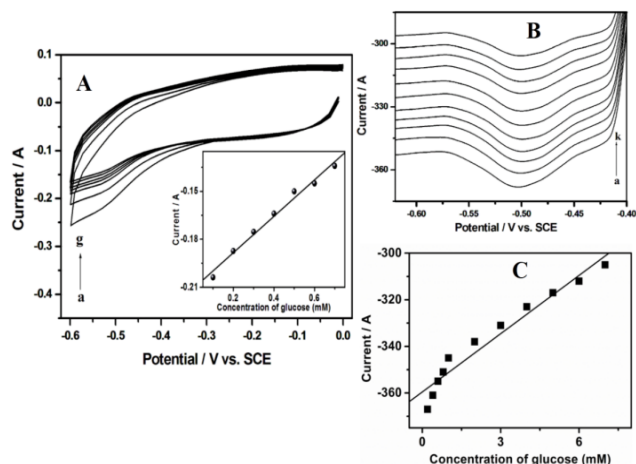 A
Current / A
0.1
0.0
-0.1
-0.2
-0.3
-0.4
g
a
-0.6 -0.5 -0.4 -0.3 -0.2 -0.1 0.0
Potential / V vs. SCE
Current / A
-0.15
-0.18
-0.21
0.2 0.4 0.6
Concentration of glucose (mM)
B
Current / A
-300
-330
-360
k
a
-0.60 -0.55 -0.50 -0.45 -0.40
Potential / V vs. SCE
C
Current / A
-300
-320
-340
-360
0 3 6
Concentration of glucose (mM)